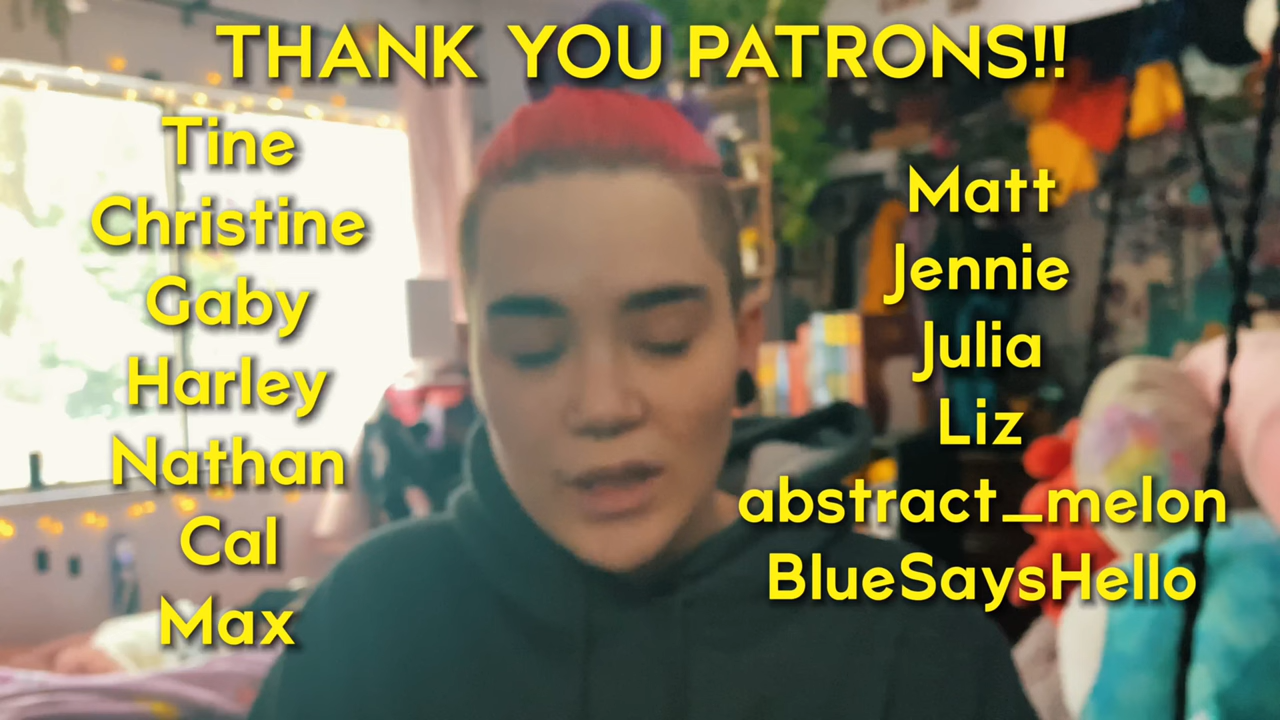 THANK YOU PATRONS!!
Tine
Christine
Gaby
Harley
Nathan
Cal
Max
Matt
Jennie
Julia
Liz
abstract_melon
BlueSaysHello